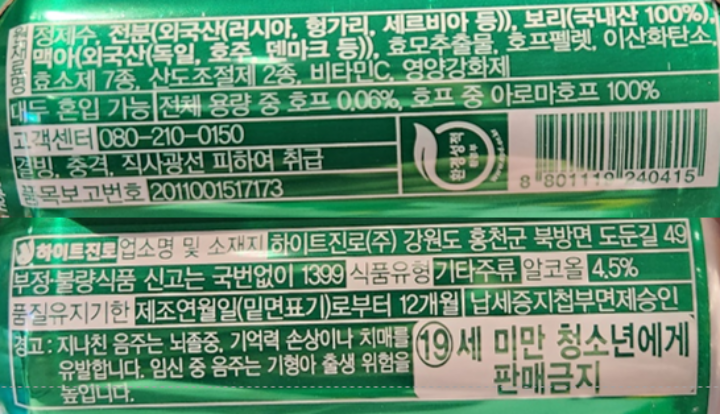 원재료명 정제수, 전분(외국산(러시아, 헝가리, 세르비아 등)), 보리(국내산 100%),
맥아(외국산(독일, 호주, 덴마크 등)), 효모추출물, 호프펠렛, 이산화탄소,
효소제 7종, 산도조절제 2종, 비타민C, 영양강화제
대두 혼입 가능 전체 용량 중 호프 0.06%, 호프 중 아로마호프 100%
고객센터 080-210-0150
결빙, 충격, 직사광선 피하여 취급
품목보고번호 2011001517173
환경성적
8 801119 240415
하이트진로 업소명 및 소재지 하이트진로(주) 강원도 홍천군 북방면 도둔길 49
부정·불량식품 신고는 국번없이 1399 식품유형 기타주류 알코올 4.5%
품질유지기한 제조연월일(밑면표기)로부터 12개월 납세증지첩부면제승인
경고 : 지나친 음주는 뇌졸중, 기억력 손상이나 치매를
유발합니다. 임신 중 음주는 기형아 출생 위험을
높입니다.
19세 미만 청소년에게
판매금지